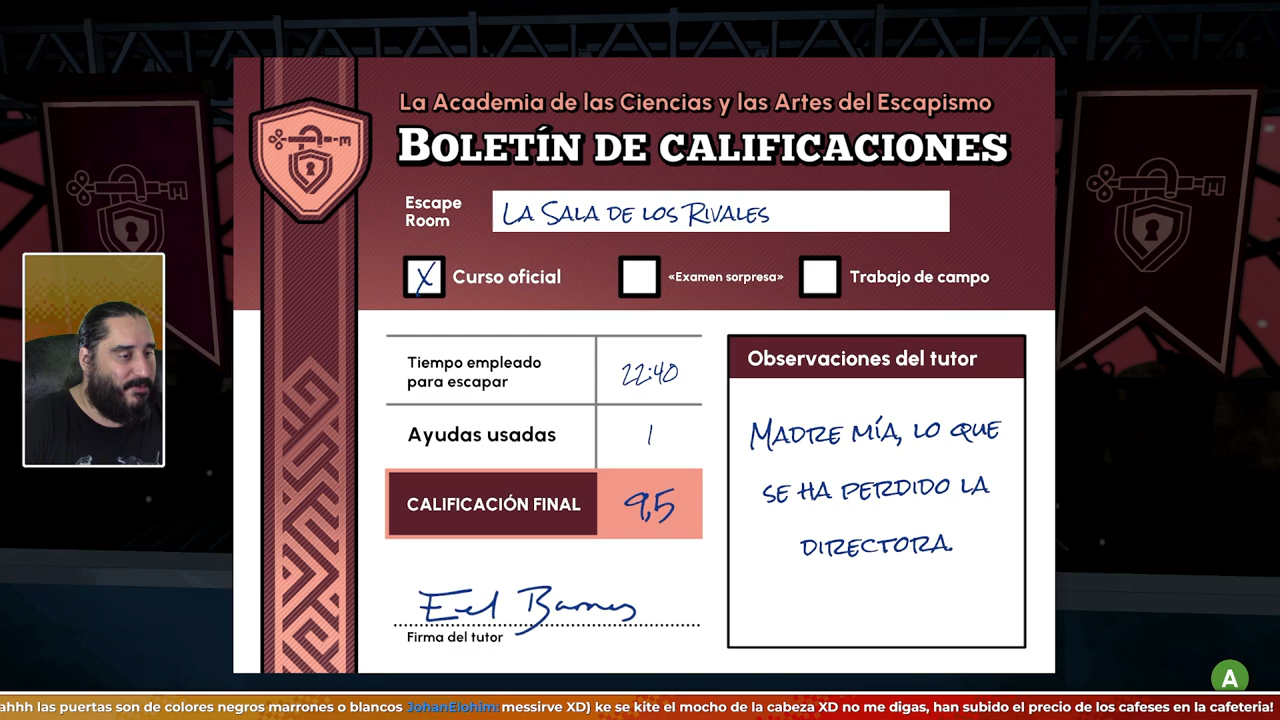 La Academia de las Ciencias y las Artes del Escapismo
BOLETÍN DE CALIFICACIONES
Escape
Room
LA SALA DE LOS RIVALES
X Curso oficial
«Examen sorpresa»
Trabajo de campo
Tiempo empleado
para escapar
22:40
Ayudas usadas
1
CALIFICACIÓN FINAL
9,5
Firma del tutor
Observaciones del tutor
MADRE MÍA, LO QUE
SE HA PERDIDO LA
DIRECTORA.
A
ahhh las puertas son de colores negros marrones o blancos JohanElohim: messirve XD) ke se kite el mocho de la cabeza XD no me digas, han subido el precio de los cafeses en la cafeteria!